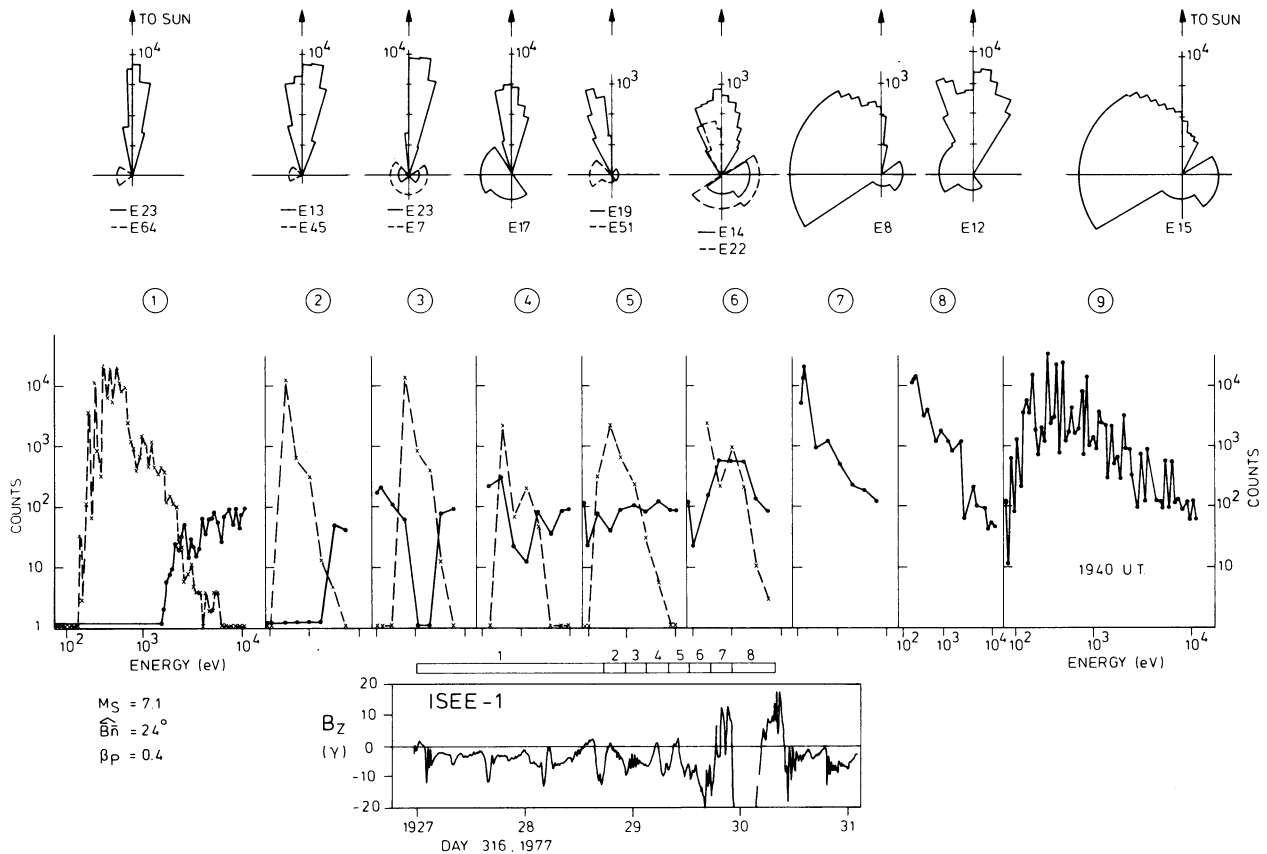 TO SUN
TO SUN
10⁴
10⁴
10⁴
10⁴
10³
10³
10³
10⁴
10⁴
—E23
--E64
—E13
--E45
—E23
--E7
E17
—E19
--E51
—E14
--E22
E8
E12
E15
1
2
3
4
5
6
7
8
9
COUNTS
10⁴
10³
10²
10
1
10⁴
10³
10²
10
COUNTS
1940 U.T.
10² 10³ 10⁴
ENERGY (eV)
10² 10³ 10⁴
10² 10³ 10⁴
ENERGY (eV)
1 2 3 4 5 6 7 8
M_S = 7.1
B̂n̄ = 24°
β_P = 0.4
ISEE-1
B_Z
(γ)
20
10
0
-10
-20
1927 28 29 30 31
DAY 316, 1977